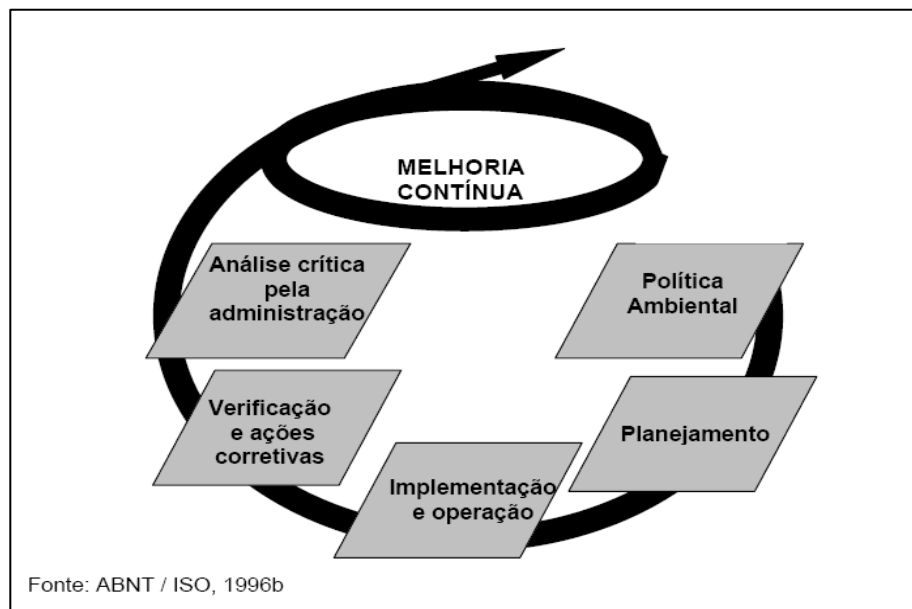 MELHORIA
CONTÍNUA
Análise crítica
pela
administração
Política
Ambiental
Verificação
e ações
corretivas
Planejamento
Implementação
e operação
Fonte: ABNT / ISO, 1996b